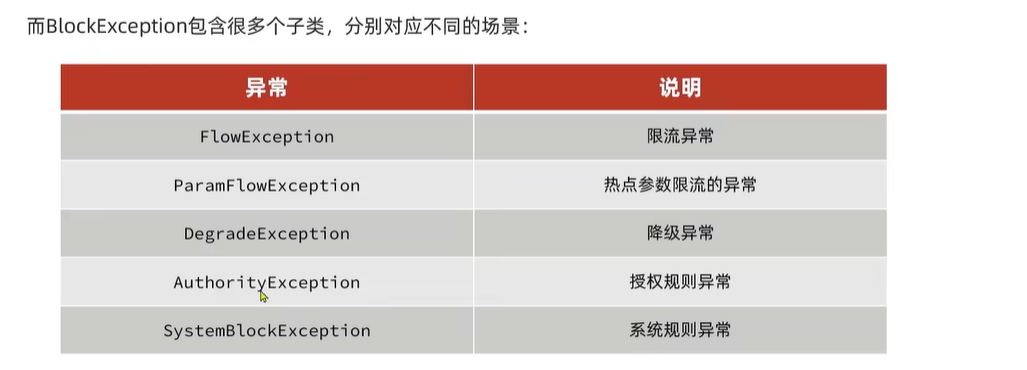 而BlockException包含很多个子类，分别对应不同的场景：
异常 说明
FlowException 限流异常
ParamFlowException 热点参数限流的异常
DegradeException 降级异常
AuthorityException 授权规则异常
SystemBlockException 系统规则异常